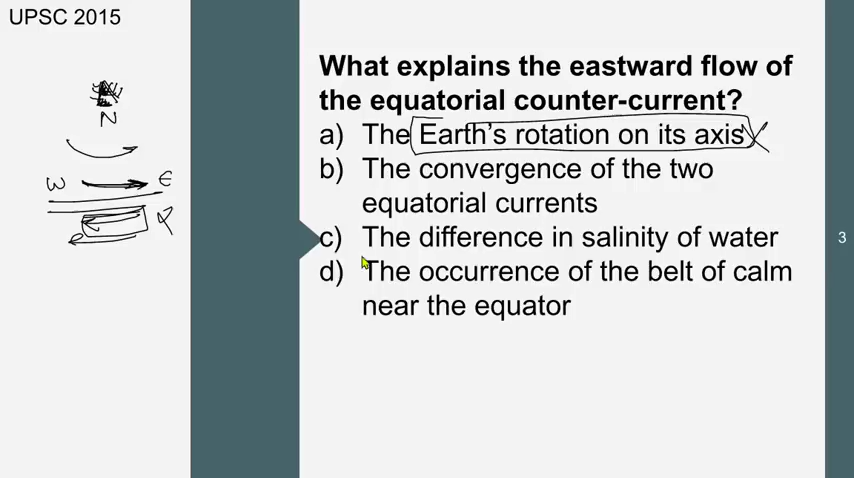 UPSC 2015
N
W E
What explains the eastward flow of
the equatorial counter-current?
a) The Earth's rotation on its axis
b) The convergence of the two
equatorial currents
c) The difference in salinity of water
d) The occurrence of the belt of calm
near the equator
3